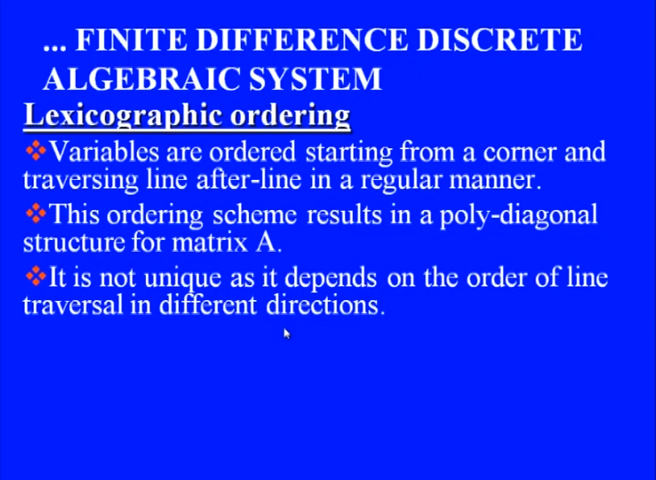 ... FINITE DIFFERENCE DISCRETE
ALGEBRAIC SYSTEM
Lexicographic ordering
❖Variables are ordered starting from a corner and
traversing line after-line in a regular manner.
❖This ordering scheme results in a poly-diagonal
structure for matrix A.
❖It is not unique as it depends on the order of line
traversal in different directions.